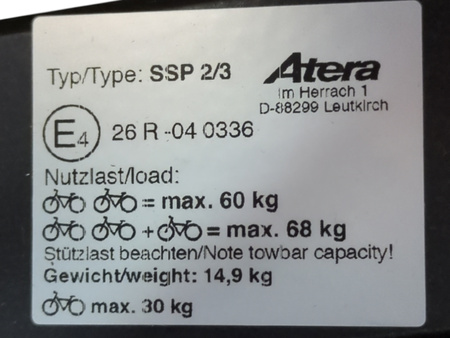 Typ/Type: SSP 2/3 Atera
Im Herrach 1
D-88299 Leutkirch
E4 26 R -04 0336
Nutzlast/load:
= max. 60 kg
+ = max. 68 kg
Stützlast beachten/Note towbar capacity!
Gewicht/weight: 14,9 kg
max. 30 kg